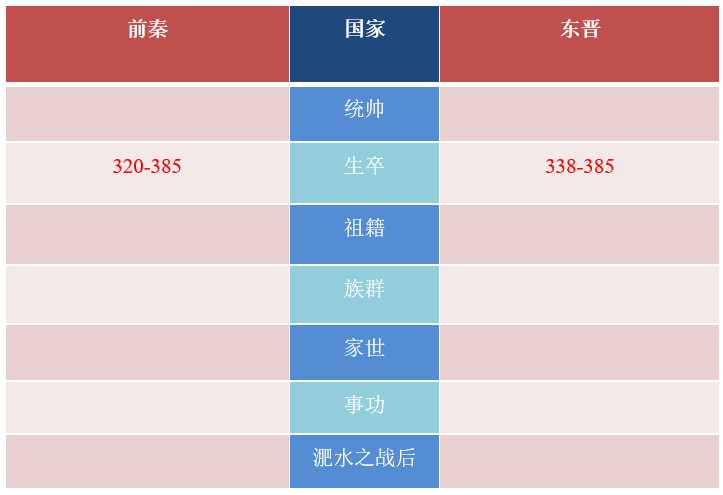 前秦 国家 东晋
统帅
320-385 生卒 338-385
祖籍
族群
家世
事功
淝水之战后